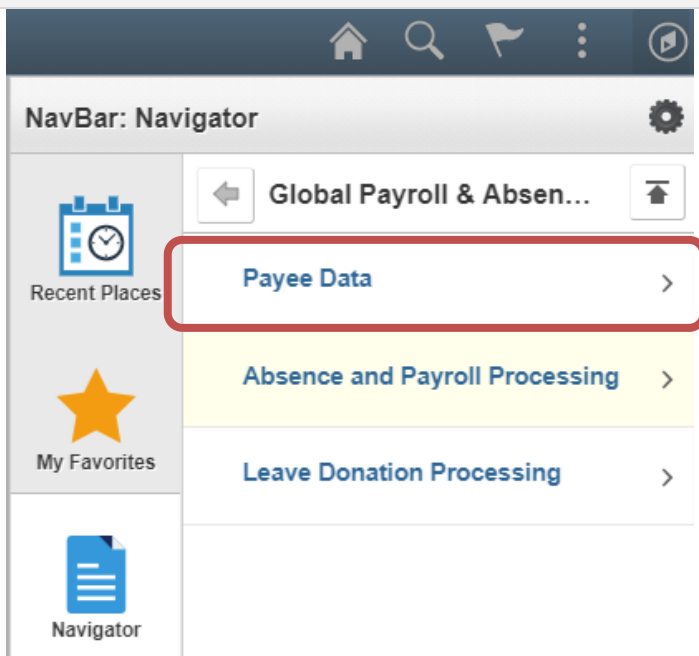 NavBar: Navigator
Global Payroll & Absen...
Recent Places
Payee Data
Absence and Payroll Processing
My Favorites
Leave Donation Processing
Navigator